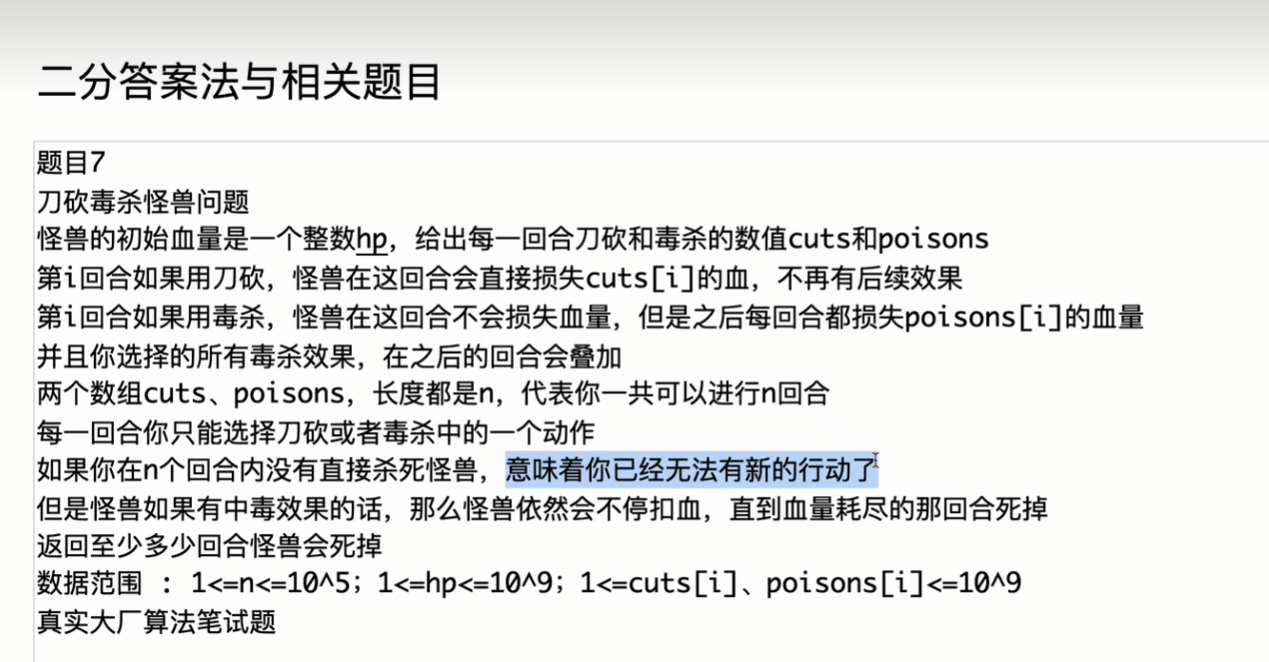 二分答案法与相关题目
题目7
刀砍毒杀怪兽问题
怪兽的初始血量是一个整数hp，给出每一回合刀砍和毒杀的数值cuts和poisons
第i回合如果用刀砍，怪兽在这回合会直接损失cuts[i]的血，不再有后续效果
第i回合如果用毒杀，怪兽在这回合不会损失血量，但是之后每回合都损失poisons[i]的血量
并且你选择的所有毒杀效果，在之后的回合会叠加
两个数组cuts、poisons，长度都是n，代表你一共可以进行n回合
每一回合你只能选择刀砍或者毒杀中的一个动作
如果你在n个回合内没有直接杀死怪兽，意味着你已经无法有新的行动了
但是怪兽如果有中毒效果的话，那么怪兽依然会不停扣血，直到血量耗尽的那回合死掉
返回至少多少回合怪兽会死掉
数据范围 ： 1<=n<=10^5；1<=hp<=10^9；1<=cuts[i]、poisons[i]<=10^9
真实大厂算法笔试题